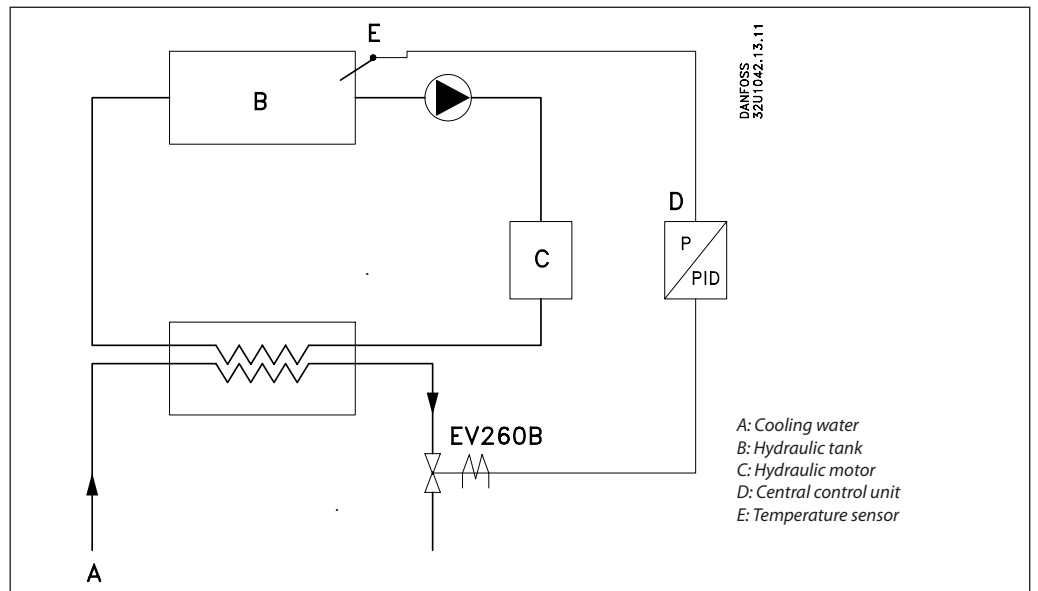 E
B
DANFOSS
32U1042.13.11
D
P
PID
C
EV260B
A: Cooling water
B: Hydraulic tank
C: Hydraulic motor
D: Central control unit
E: Temperature sensor
A